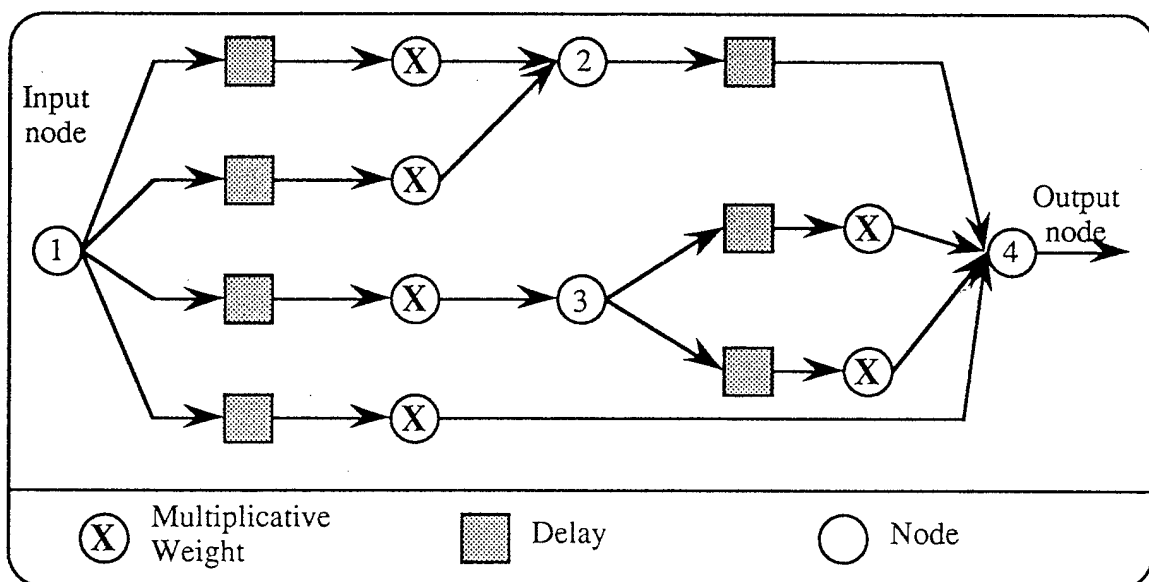 X
2
Input
node
X
Output
node
X
1
4
X
3
X
X
X Multiplicative
Weight
Delay
Node